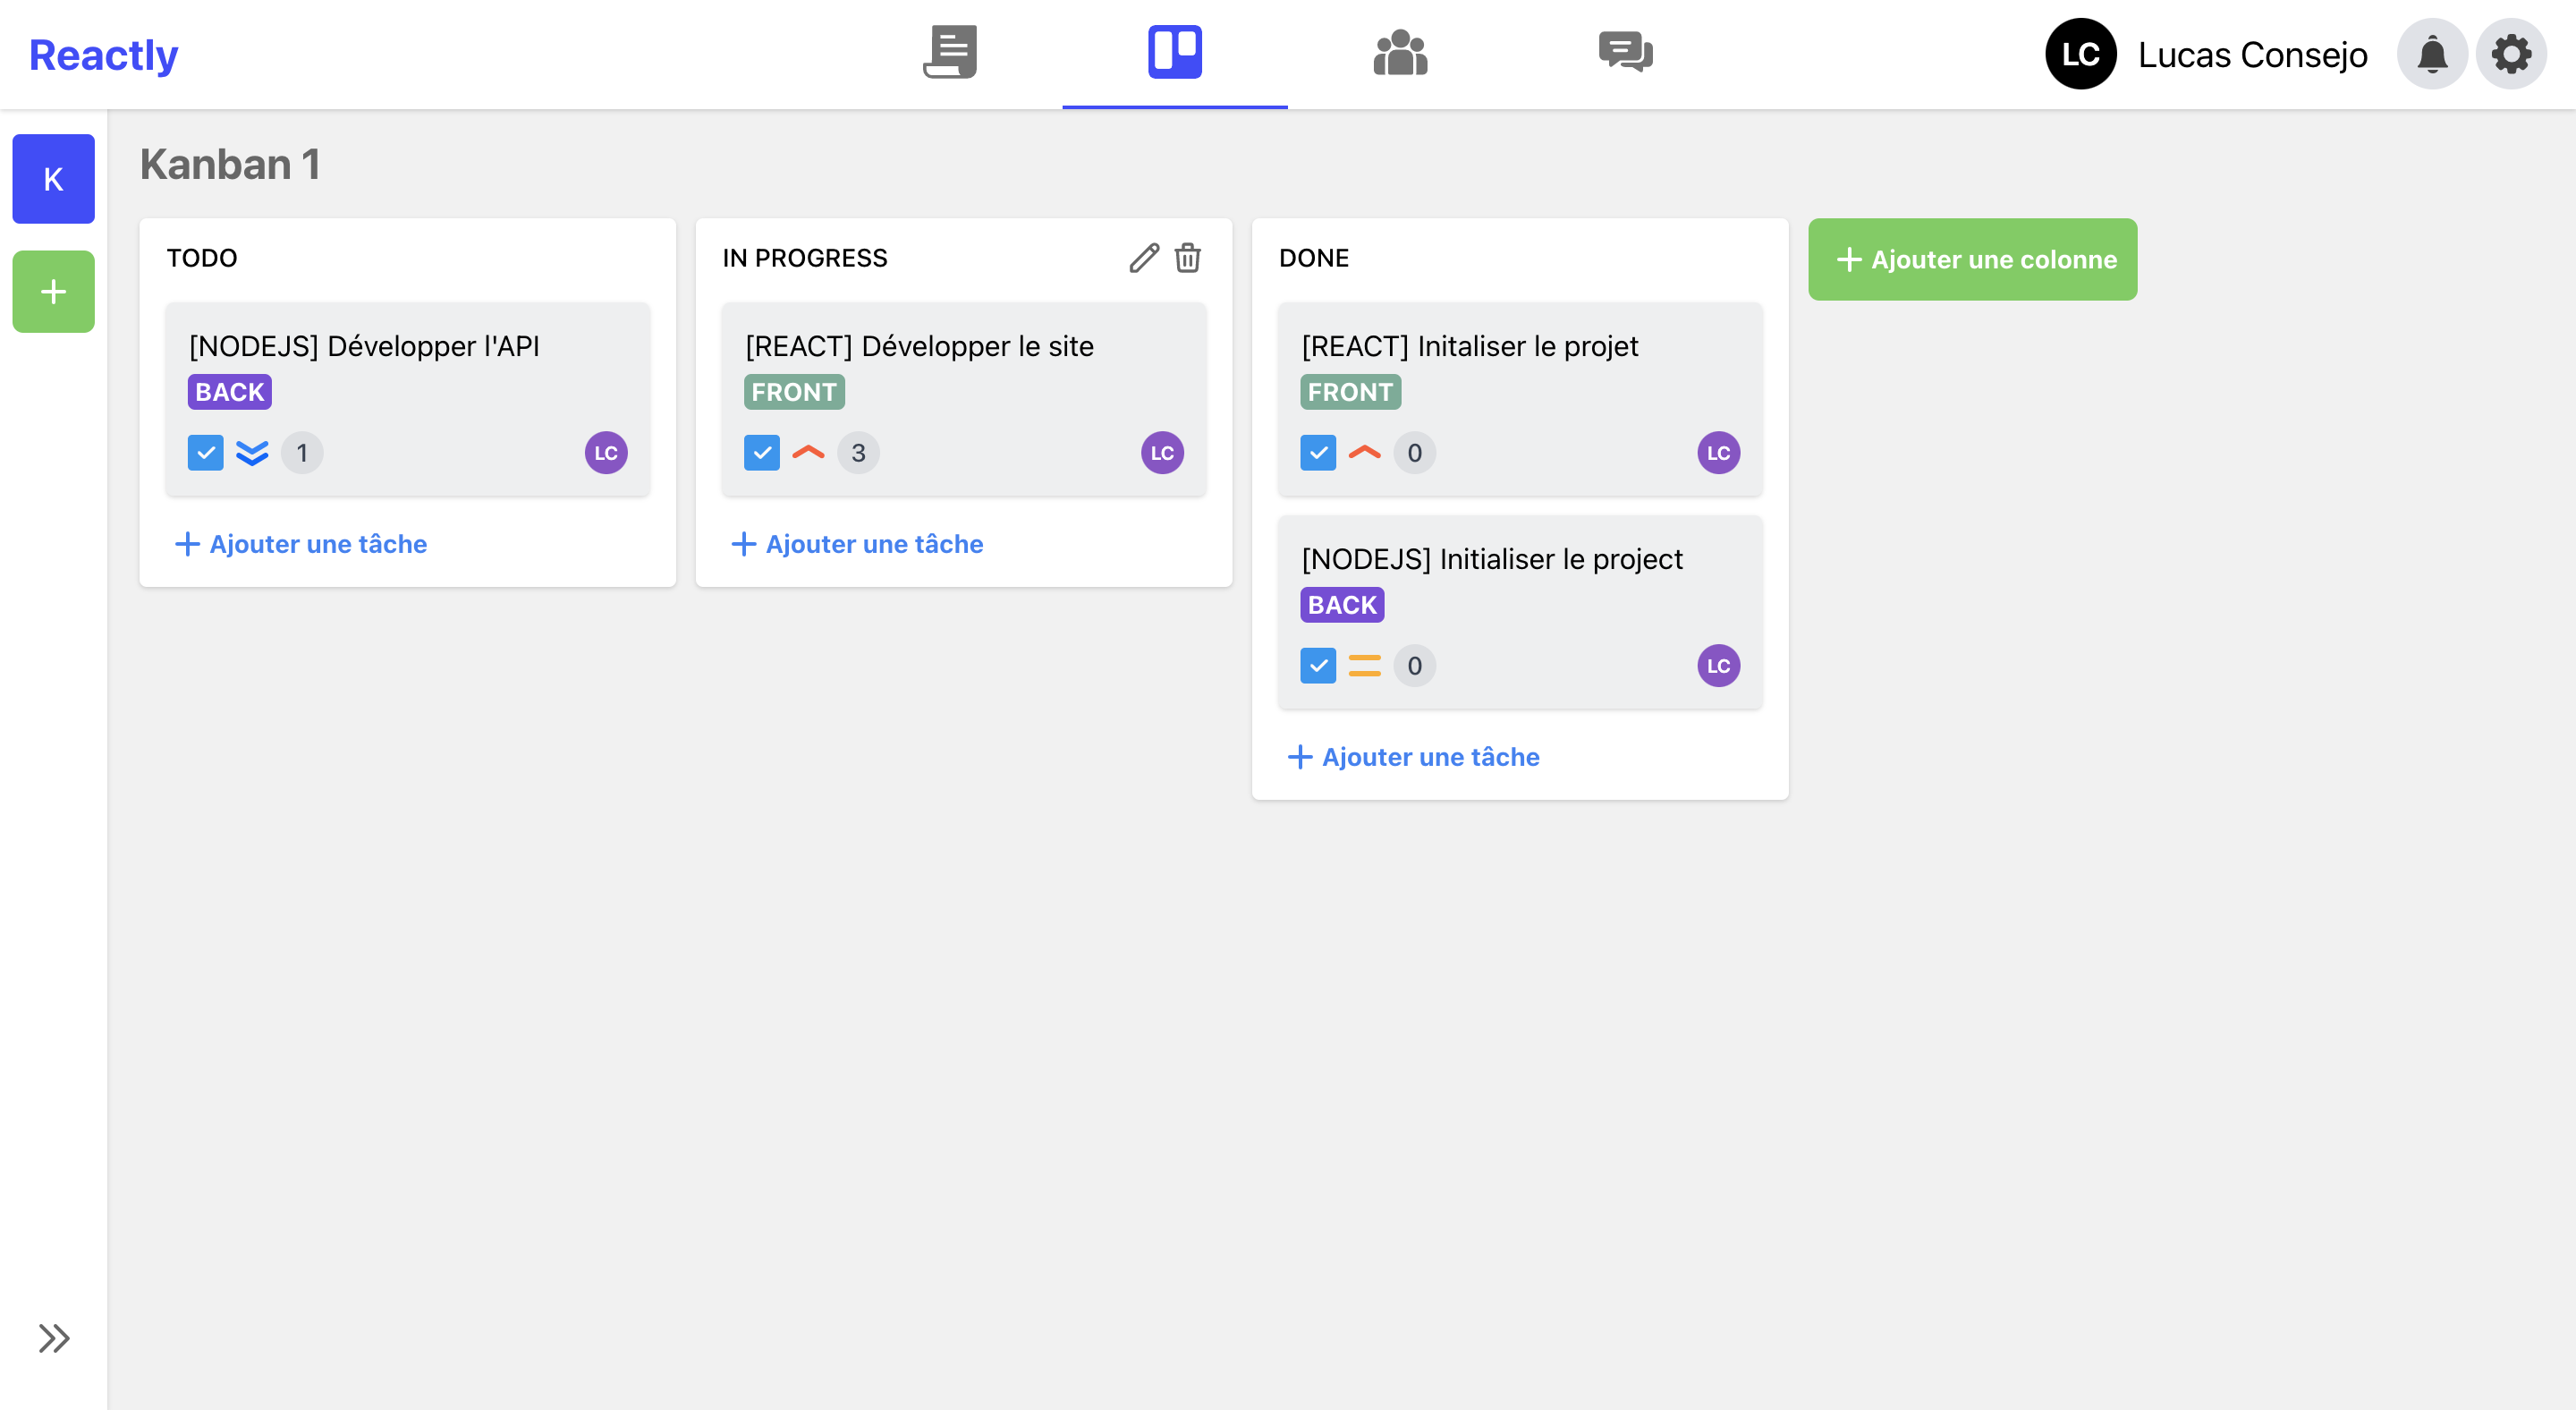 Reactly
LC Lucas Consejo
K
Kanban 1
TODO
[NODEJS] Développer l'API
BACK
1 LC
Ajouter une tâche
IN PROGRESS
[REACT] Développer le site
FRONT
3 LC
Ajouter une tâche
DONE
[REACT] Initaliser le projet
FRONT
0 LC
[NODEJS] Initialiser le project
BACK
0 LC
Ajouter une tâche
Ajouter une colonne